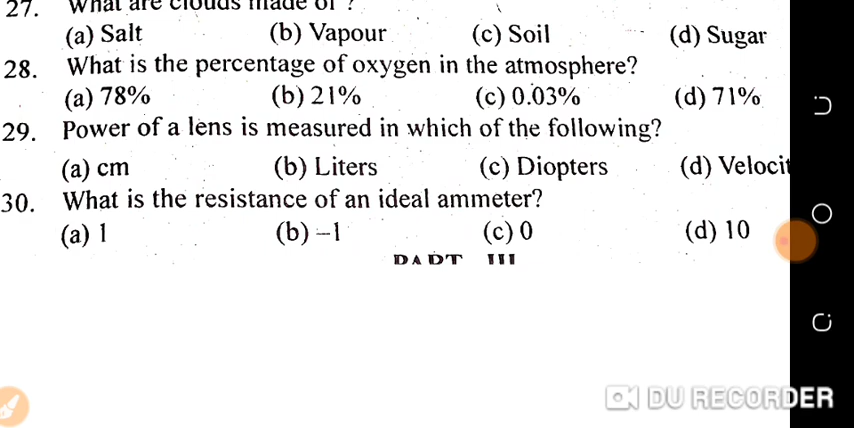 27. What are clouds made of ?
(a) Salt (b) Vapour (c) Soil (d) Sugar
28. What is the percentage of oxygen in the atmosphere?
(a) 78% (b) 21% (c) 0.03% (d) 71%
29. Power of a lens is measured in which of the following?
(a) cm (b) Liters (c) Diopters (d) Velocit
30. What is the resistance of an ideal ammeter?
(a) 1 (b) –1 (c) 0 (d) 10
PART III
DU RECORDER